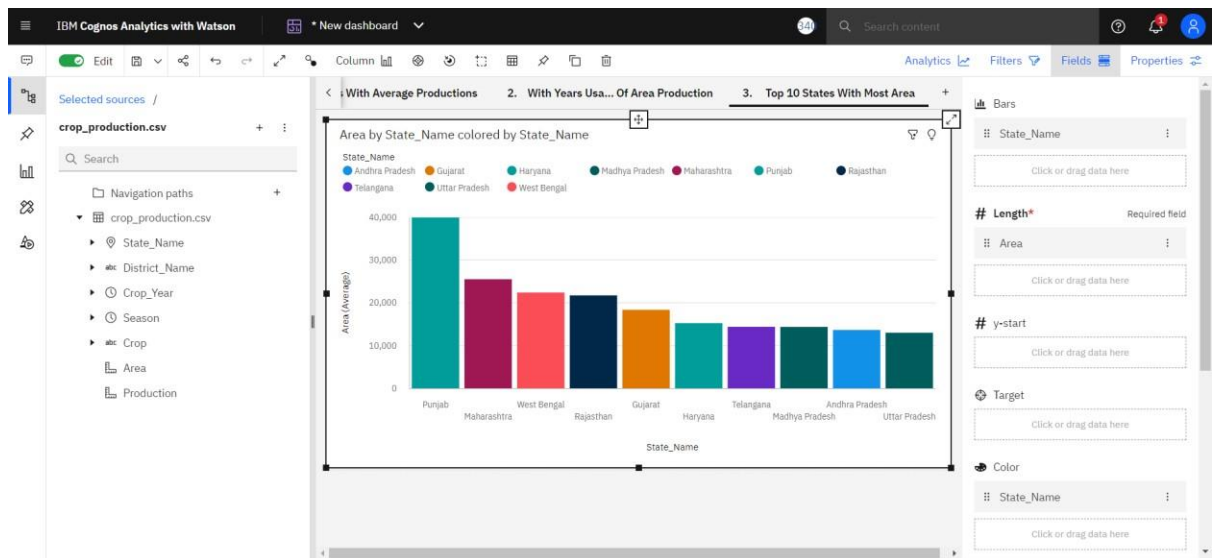 IBM Cognos Analytics with Watson
* New dashboard
Search content
Edit
Column
Analytics
Filters
Fields
Properties
Selected sources /
crop_production.csv
Search
Navigation paths
crop_production.csv
State_Name
abc District_Name
Crop_Year
Season
abc Crop
Area
Production
With Average Productions
2. With Years Usa... Of Area Production
3. Top 10 States With Most Area
Area by State_Name colored by State_Name
State_Name
Andhra Pradesh Gujarat Haryana Madhya Pradesh Maharashtra Punjab Rajasthan
Telangana Uttar Pradesh West Bengal
40,000
30,000
20,000
10,000
0
Area (Average)
Punjab West Bengal Gujarat Telangana Andhra Pradesh
Maharashtra Rajasthan Haryana Madhya Pradesh Uttar Pradesh
State_Name
Bars
State_Name
Click or drag data here
# Length* Required field
Area
Click or drag data here
# y-start
Click or drag data here
Target
Click or drag data here
Color
State_Name
Click or drag data here